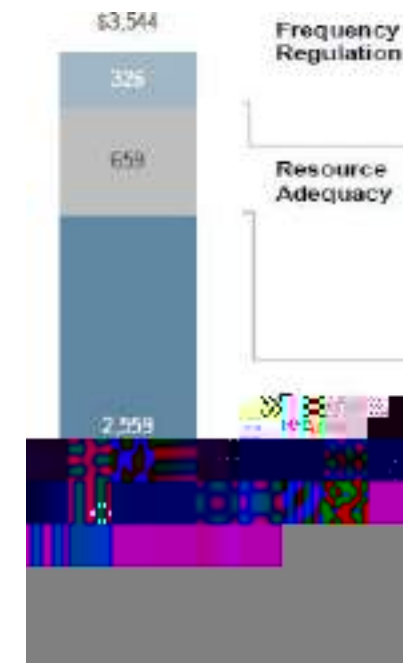 $3,544
Frequency
Regulation
326
659
Resource
Adequacy
2,559